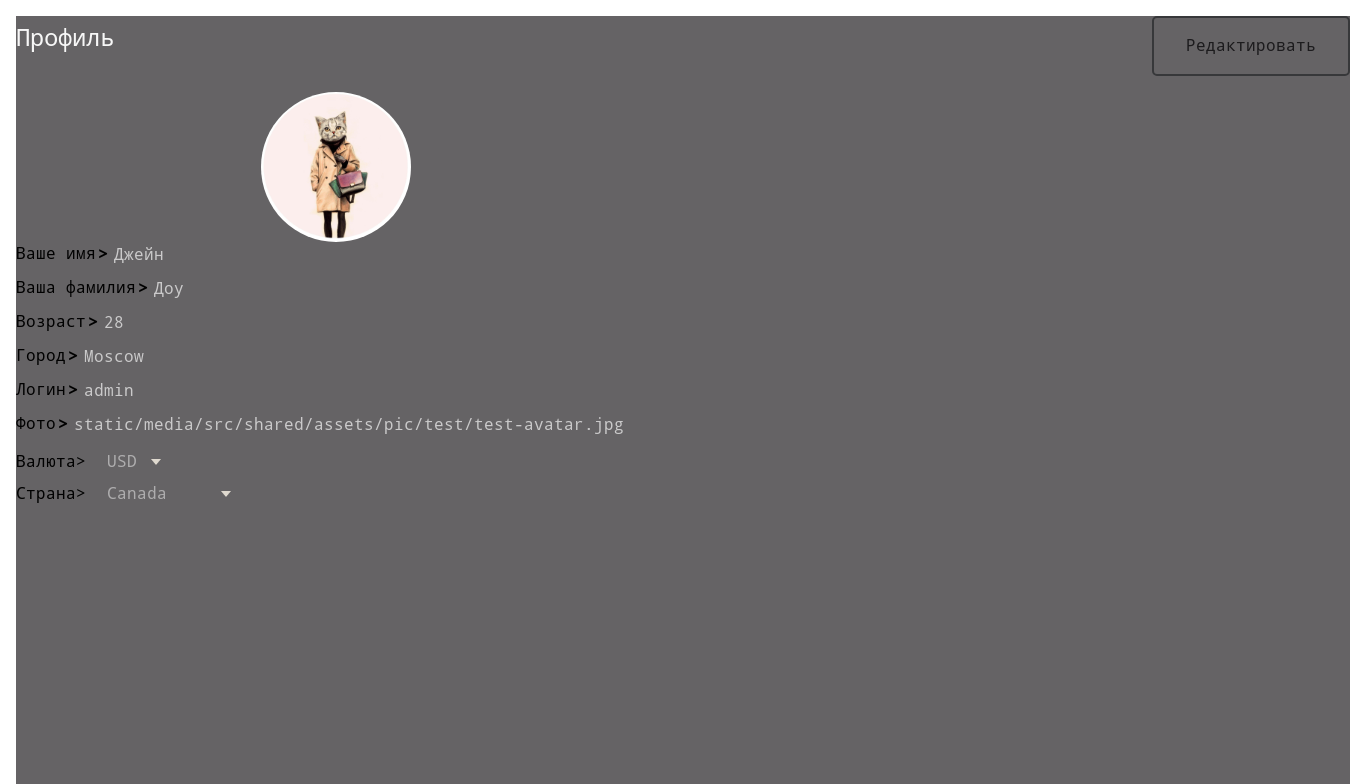 Профиль
Редактировать
Ваше имя> Джейн
Ваша фамилия> Доу
Возраст> 28
Город> Moscow
Логин> admin
Фото> static/media/src/shared/assets/pic/test/test-avatar.jpg
Валюта> USD
Страна> Canada